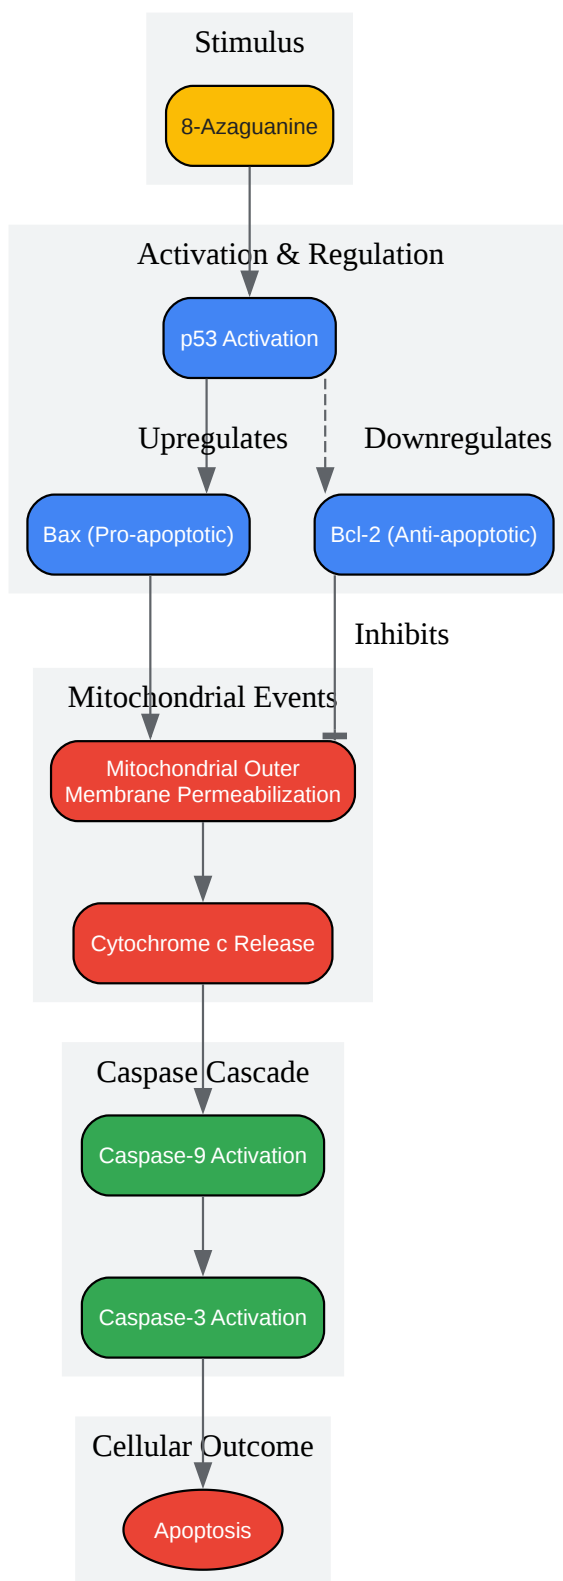 Stimulus
8-Azaguanine
Activation & Regulation
p53 Activation
Upregulates
Downregulates
Bax (Pro-apoptotic)
Bcl-2 (Anti-apoptotic)
Inhibits
Mitochondrial Events
Mitochondrial Outer
Membrane Permeabilization
Cytochrome c Release
Caspase Cascade
Caspase-9 Activation
Caspase-3 Activation
Cellular Outcome
Apoptosis